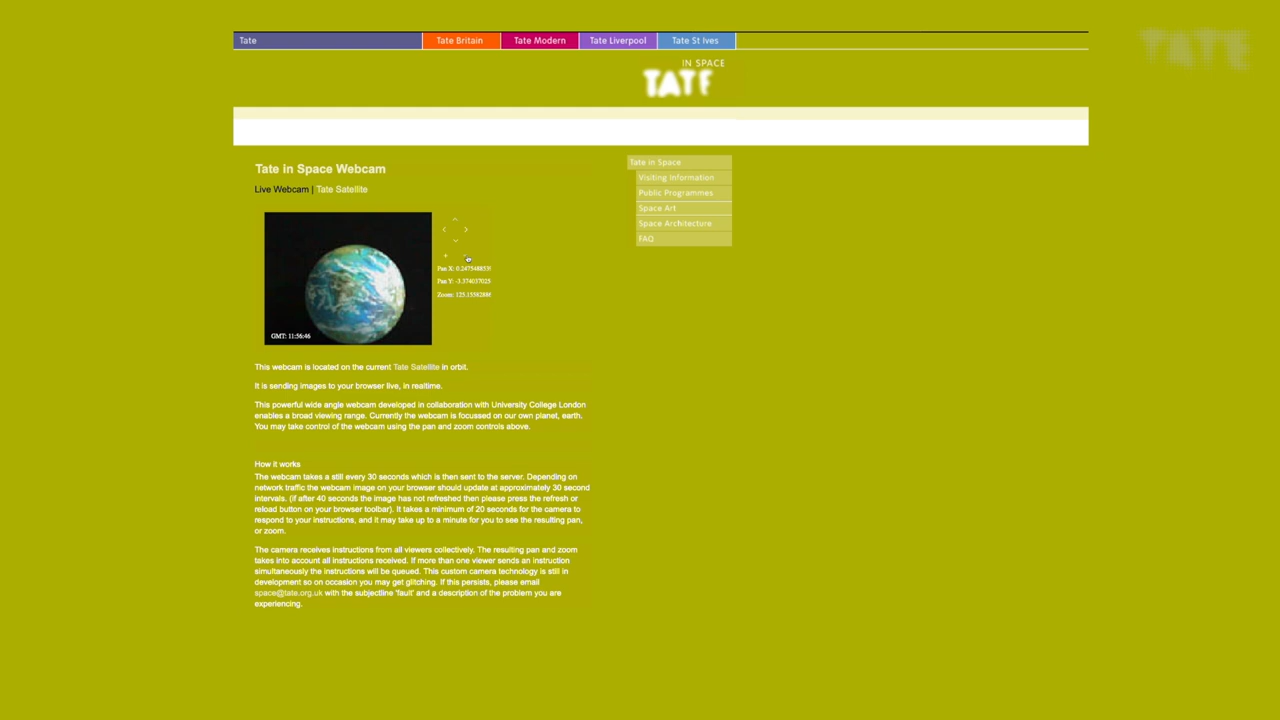 Tate
Tate Britain
Tate Modern
Tate Liverpool
Tate St Ives
TATE
IN SPACE
TATE
Tate in Space Webcam
Live Webcam | Tate Satellite
GMT: 11:56:46
Pan X: 0.247548853
Pan Y: -3.374037025
Zoom: 125.1558288
This webcam is located on the current Tate Satellite in orbit.
It is sending images to your browser live, in realtime.
This powerful wide angle webcam developed in collaboration with University College London
enables a broad viewing range. Currently the webcam is focussed on our own planet, earth.
You may take control of the webcam using the pan and zoom controls above.
How it works
The webcam takes a still every 30 seconds which is then sent to the server. Depending on
network traffic the webcam image on your browser should update at approximately 30 second
intervals. (if after 40 seconds the image has not refreshed then please press the refresh or
reload button on your browser toolbar). It takes a minimum of 20 seconds for the camera to
respond to your instructions, and it may take up to a minute for you to see the resulting pan,
or zoom.
The camera receives instructions from all viewers collectively. The resulting pan and zoom
takes into account all instructions received. If more than one viewer sends an instruction
simultaneously the instructions will be queued. This custom camera technology is still in
development so on occasion you may get glitching. If this persists, please email
space@tate.org.uk with the subjectline 'fault' and a description of the problem you are
experiencing.
Tate in Space
Visiting Information
Public Programmes
Space Art
Space Architecture
FAQ